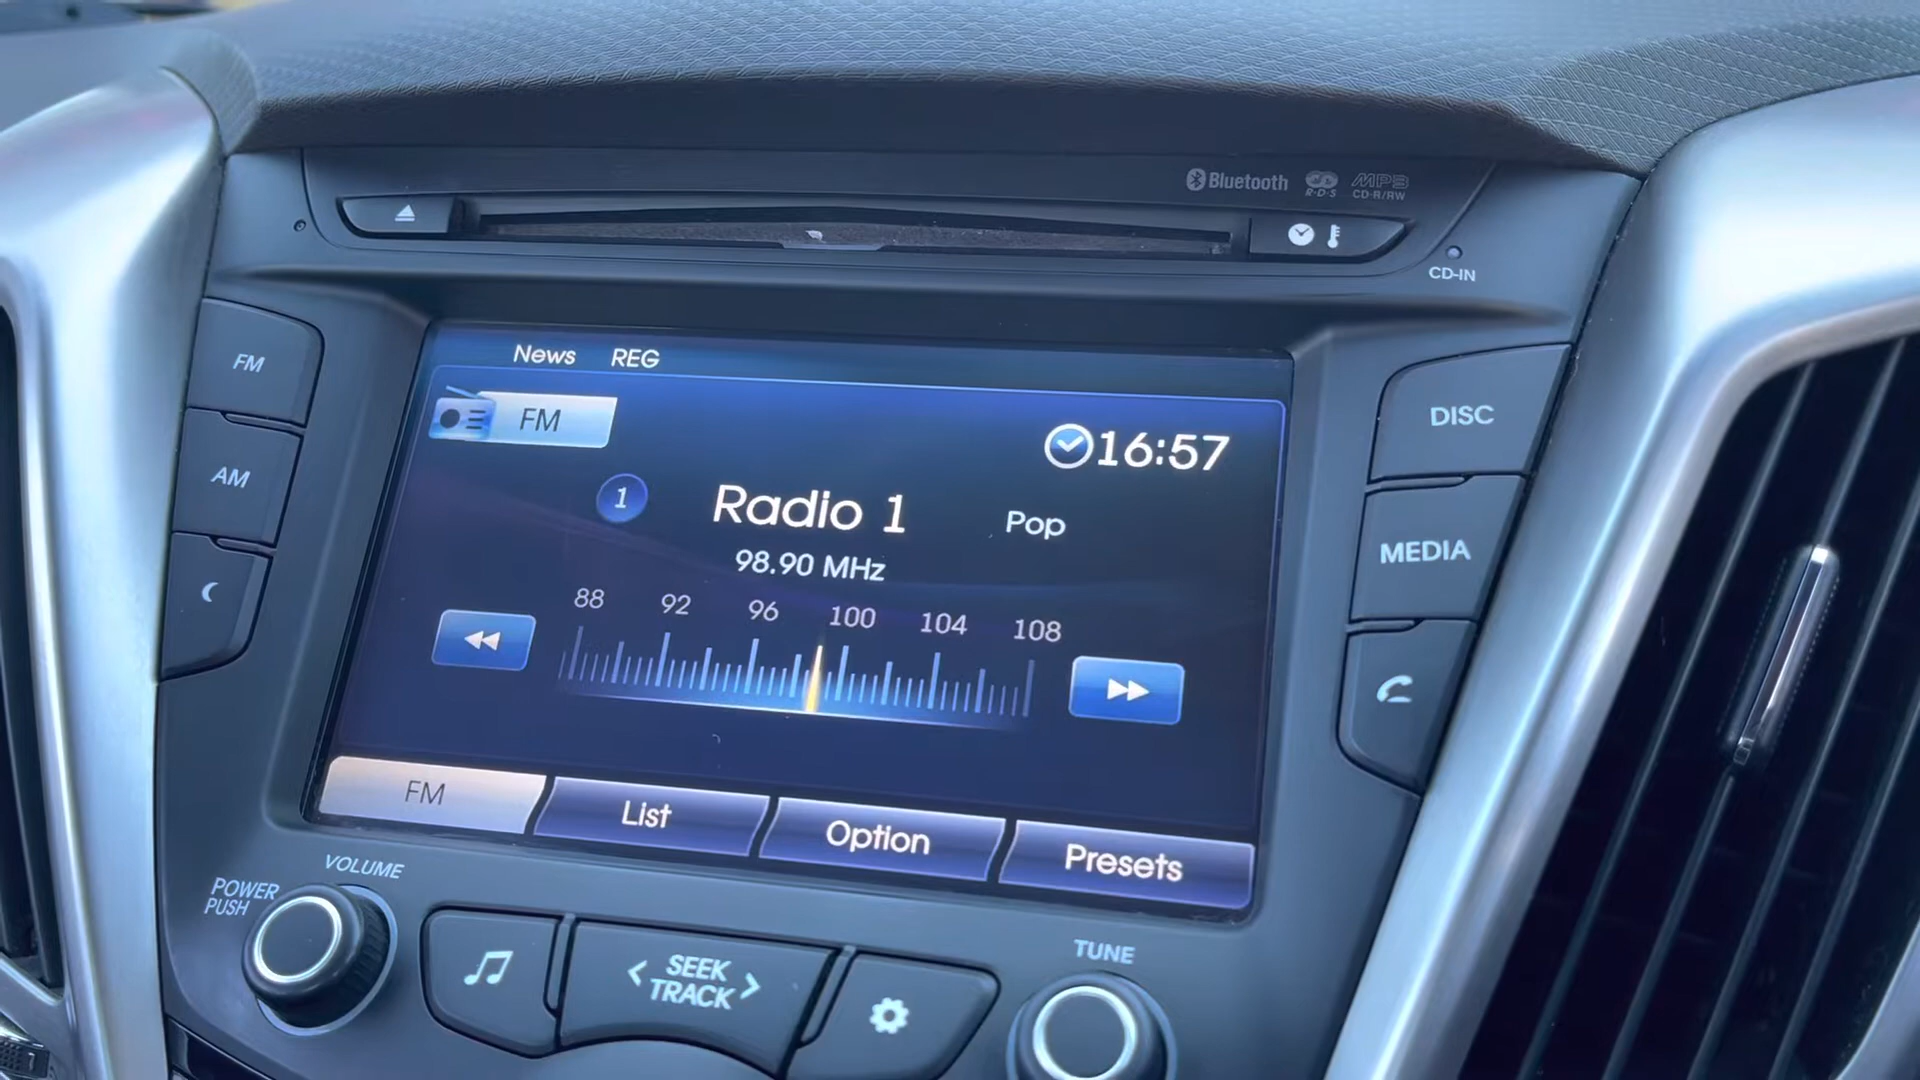 Bluetooth R·D·S MP3
CD-R/RW
CD-IN
FM
AM
DISC
MEDIA
News REG
FM
16:57
1 Radio 1 Pop
98.90 MHz
88 92 96 100 104 108
FM List Option Presets
VOLUME
POWER
PUSH
SEEK
TRACK
TUNE